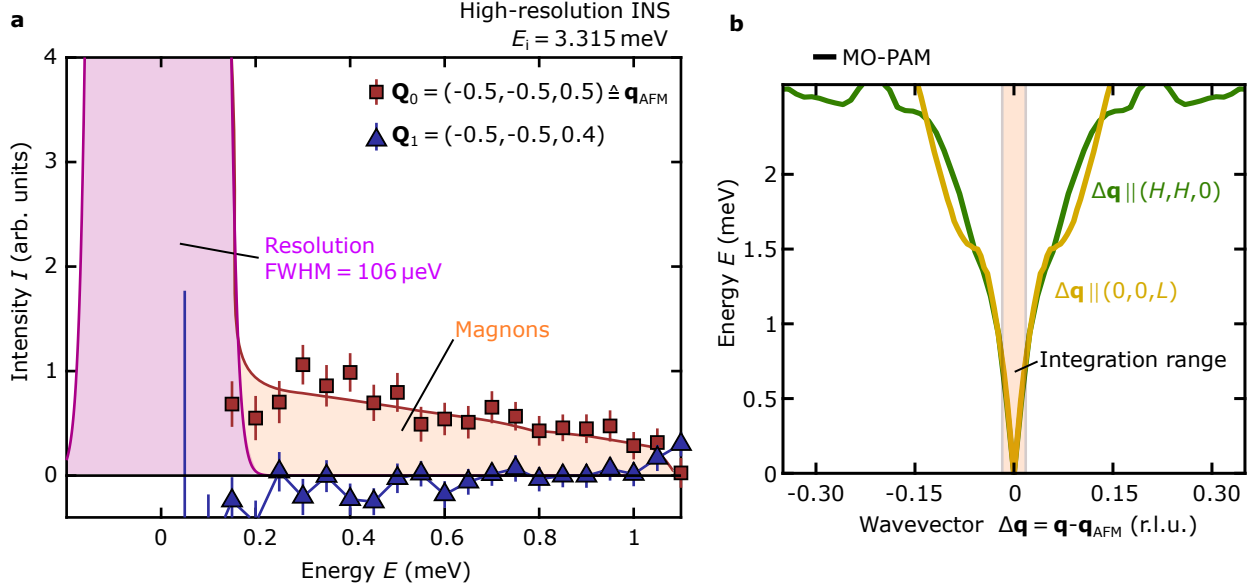 a
High-resolution INS
Eᵢ = 3.315 meV
Q₀ = (-0.5,-0.5,0.5) ≙ q_AFM
Q₁ = (-0.5,-0.5,0.4)
Resolution
FWHM = 106 µeV
Magnons
Intensity I (arb. units)
4
3
2
1
0
0
0.2
0.4
0.6
0.8
1
Energy E (meV)
b
MO-PAM
Δq || (H,H,0)
Δq || (0,0,L)
Integration range
Energy E (meV)
2
1.5
1
0.5
0
-0.30
-0.15
0
0.15
0.30
Wavevector Δq = q-q_AFM (r.l.u.)